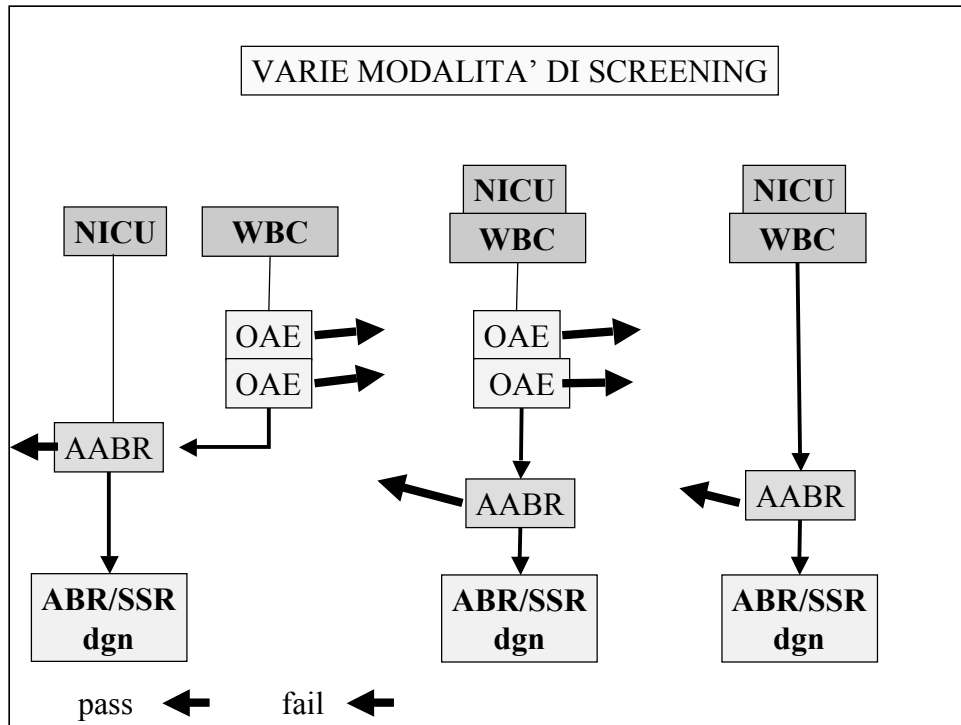 VARIE MODALITA’ DI SCREENING
NICU
WBC
OAE
OAE
AABR
ABR/SSR
dgn
NICU
WBC
OAE
OAE
AABR
ABR/SSR
dgn
NICU
WBC
AABR
ABR/SSR
dgn
pass
fail